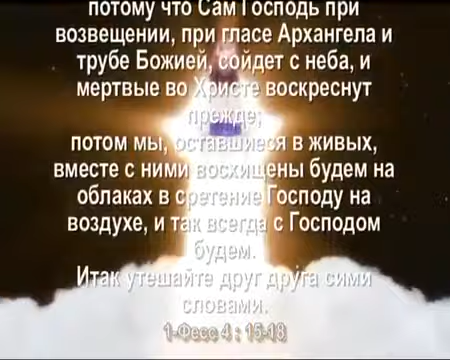 потому что Сам Господь при
возвещении, при гласе Архангела и
трубе Божией, сойдет с неба, и
мертвые во Христе воскреснут
прежде;
потом мы, оставшиеся в живых,
вместе с ними восхищены будем на
облаках в сретение Господу на
воздухе, и так всегда с Господом
будем.
Итак утешайте друг друга сими
словами.
1-Фесс 4 : 15-18